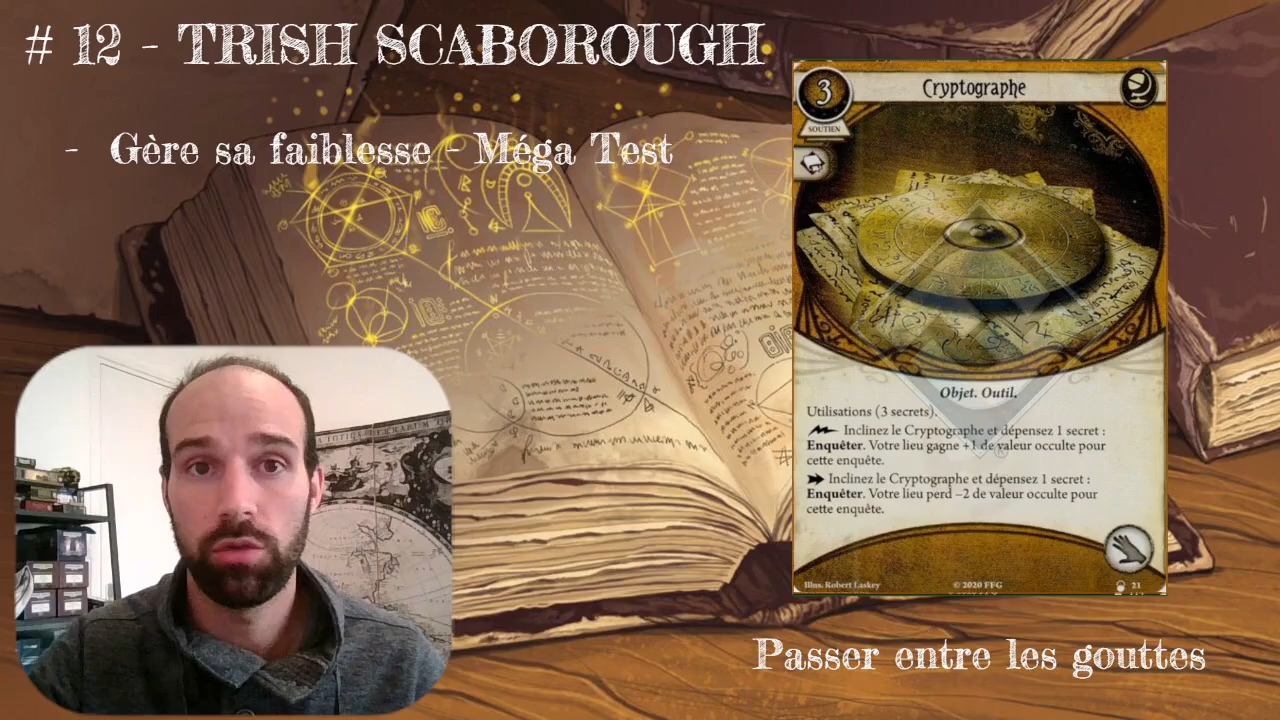 # 12 - TRISH SCABOROUGH
- Gère sa faiblesse - Méga Test
3
Cryptographe
SOUTIEN
Objet. Outil.
Utilisations (3 secrets).
Inclinez le Cryptographe et dépensez 1 secret :
Enquêter. Votre lieu gagne +1 de valeur occulte pour
cette enquête.
Inclinez le Cryptographe et dépensez 1 secret :
Enquêter. Votre lieu perd –2 de valeur occulte pour
cette enquête.
Illus. Robert Laskey
© 2020 FFG
21
Passer entre les gouttes